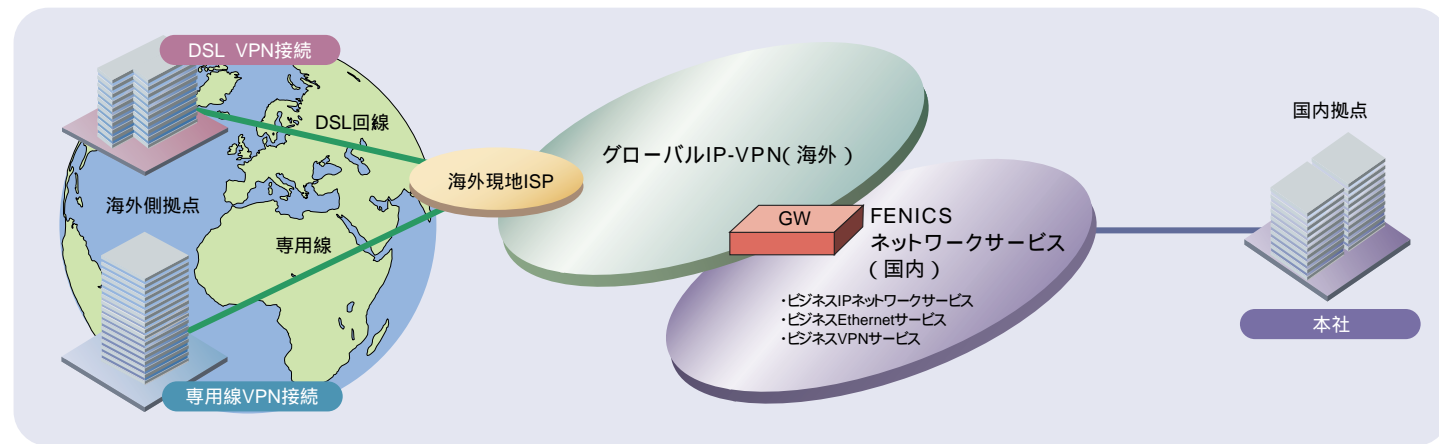 DSL VPN接続
DSL回線
海外現地ISP
海外側拠点
専用線
専用線VPN接続
グローバルIP-VPN(海外)
GW
FENICS
ネットワークサービス
(国内)
・ビジネスIPネットワークサービス
・ビジネスEthernetサービス
・ビジネスVPNサービス
国内拠点
本社